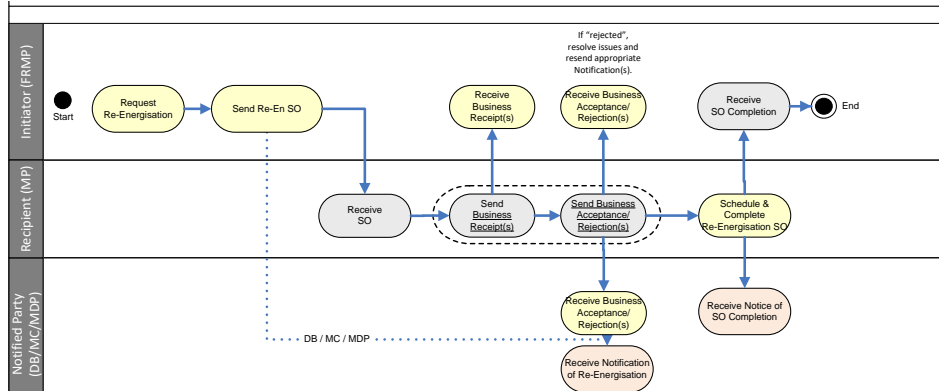 Initiator (FRMP)
Start
Request
Re-Energisation
Send Re-En SO
Receive
Business
Receipt(s)
If “rejected”,
resolve issues and
resend appropriate
Notification(s).
Receive Business
Acceptance/
Rejection(s)
Receive
SO Completion
End
Recipient (MP)
Receive
SO
Send
Business
Receipt(s)
Send Business
Acceptance/
Rejection(s)
Schedule &
Complete
Re-Energisation SO
Notified Party
(DB/MC/MDP)
Receive Business
Acceptance/
Rejection(s)
Receive Notice of
SO Completion
DB / MC / MDP
Receive Notification
of Re-Energisation